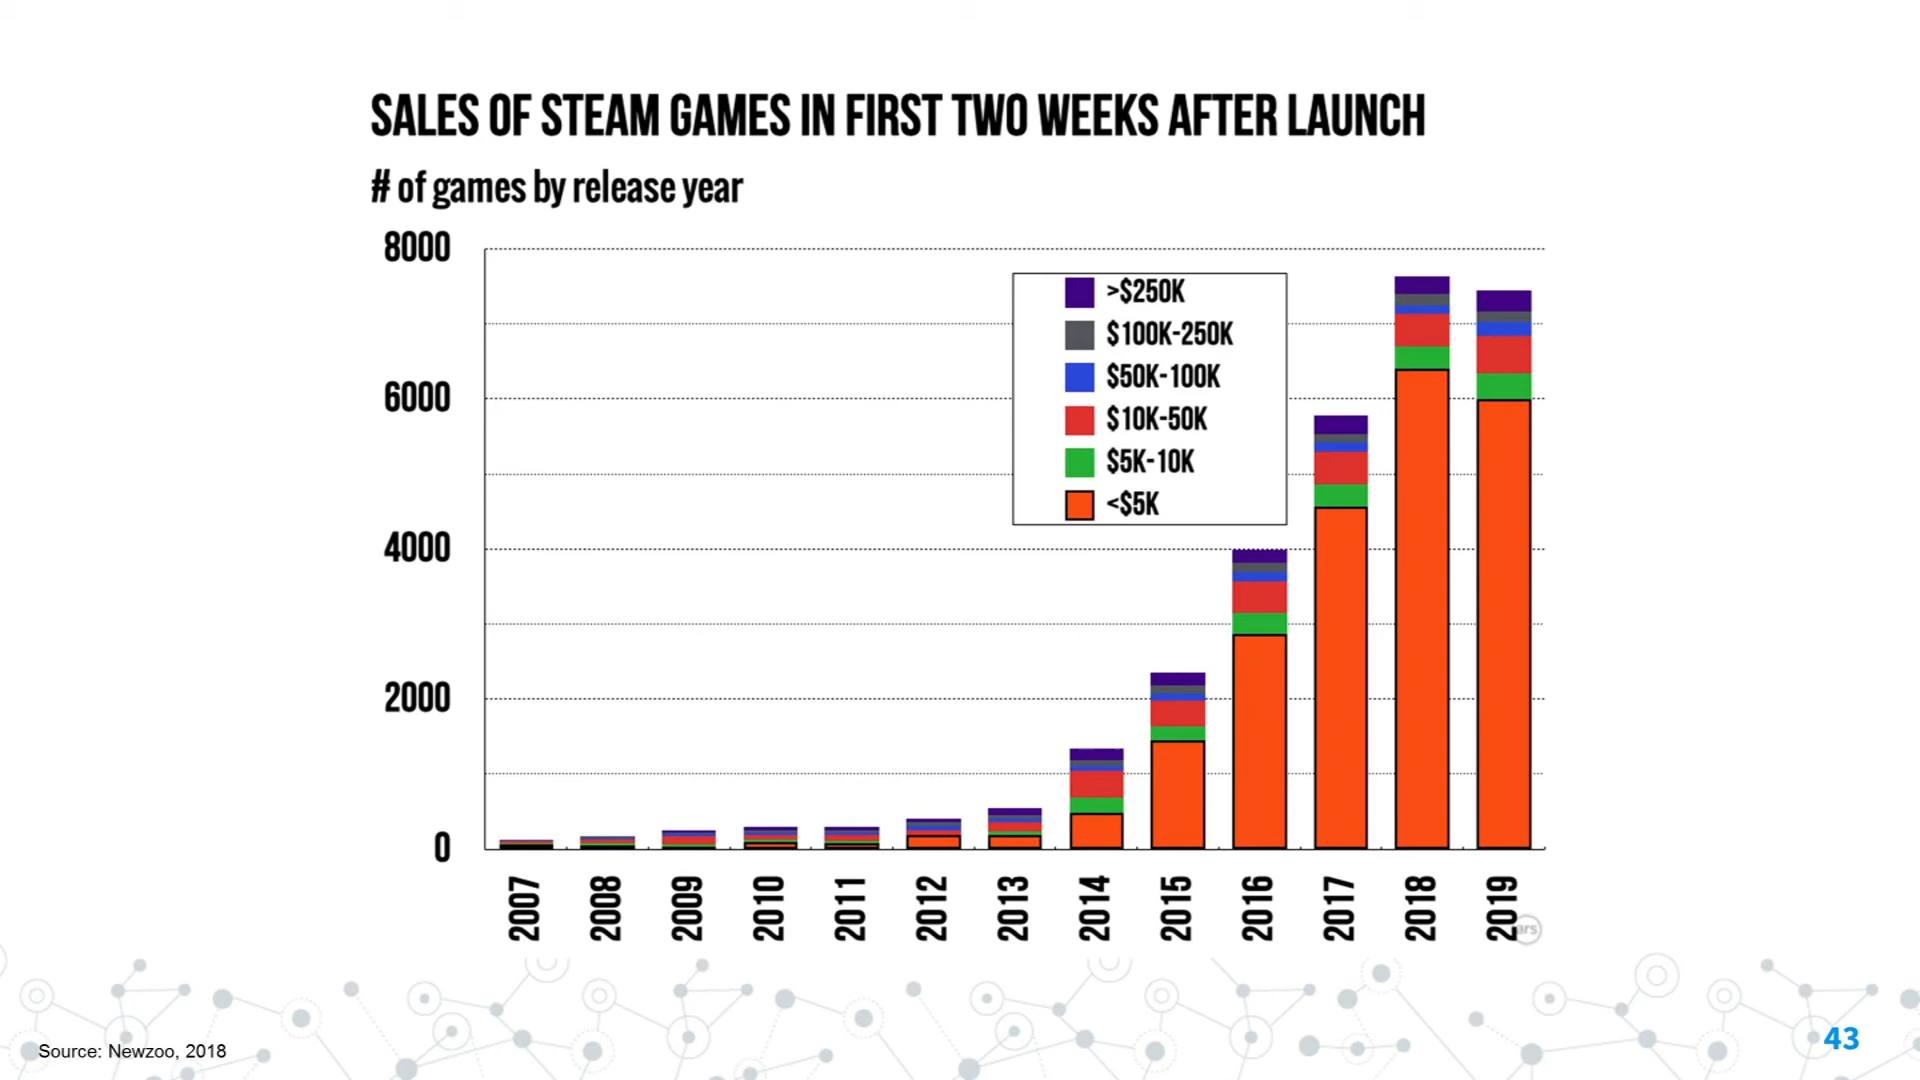 SALES OF STEAM GAMES IN FIRST TWO WEEKS AFTER LAUNCH
# of games by release year
8000
6000
4000
2000
0
>$250K
$100K-250K
$50K-100K
$10K-50K
$5K-10K
<$5K
2007
2008
2009
2010
2011
2012
2013
2014
2015
2016
2017
2018
2019
ars
Source: Newzoo, 2018
43